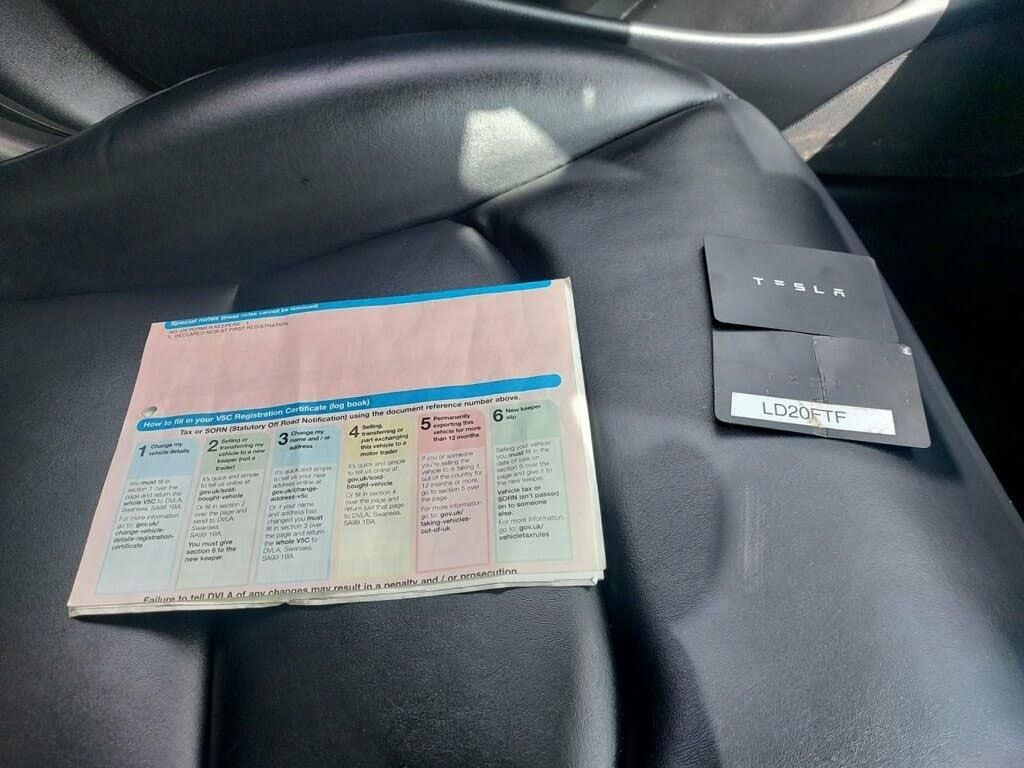 Special notes (these notes cannot be removed)
NO. OF FORMER KEEPERS - 1.
1. DECLARED NEW AT FIRST REGISTRATION
How to fill in your V5C Registration Certificate (log book)
Tax or SORN (Statutory Off Road Notification) using the document reference number above.
1 Change my
vehicle details
You must fill in
section 1 over the
page and return the
whole V5C to DVLA,
Swansea, SA99 1BA.
For more information
go to: gov.uk/
change-vehicle-
details-registration-
certificate
2 Selling or
transferring my
vehicle to a new
keeper (not a
trader)
It's quick and simple
to tell us online at:
gov.uk/sold-
bought-vehicle
Or fill in section 2
over the page and
send to DVLA,
Swansea,
SA99 1BA.
You must give
section 6 to the
new keeper.
3 Change my
name and / or
address
It's quick and simple
to tell us your new
address online at:
gov.uk/change-
address-v5c
Or if your name
and address has
changed you must
fill in section 3 over
the page and return
the whole V5C to
DVLA, Swansea,
SA99 1BA.
4 Selling,
transferring or
part exchanging
this vehicle to a
motor trader
It's quick and simple
to tell us online at:
gov.uk/sold-
bought-vehicle
Or fill in section 4
over the page and
return just that page
to DVLA, Swansea,
SA99 1BA.
5 Permanently
exporting this
vehicle for more
than 12 months
If you or someone
you're selling the
vehicle to is taking it
out of the country for
12 months or more,
go to section 5 over
the page.
For more information
go to: gov.uk/
taking-vehicles-
out-of-uk
6 New keeper
slip
Selling your vehicle:
you must fill in the
date of sale on
section 6 over the
page and give it to
the new keeper.
Vehicle tax or
SORN isn't passed
on to someone
else.
For more information
go to: gov.uk/
vehicletaxrules
Failure to tell DVLA of any changes may result in a penalty and / or prosecution
TESLA
TESLA
LD20FTF